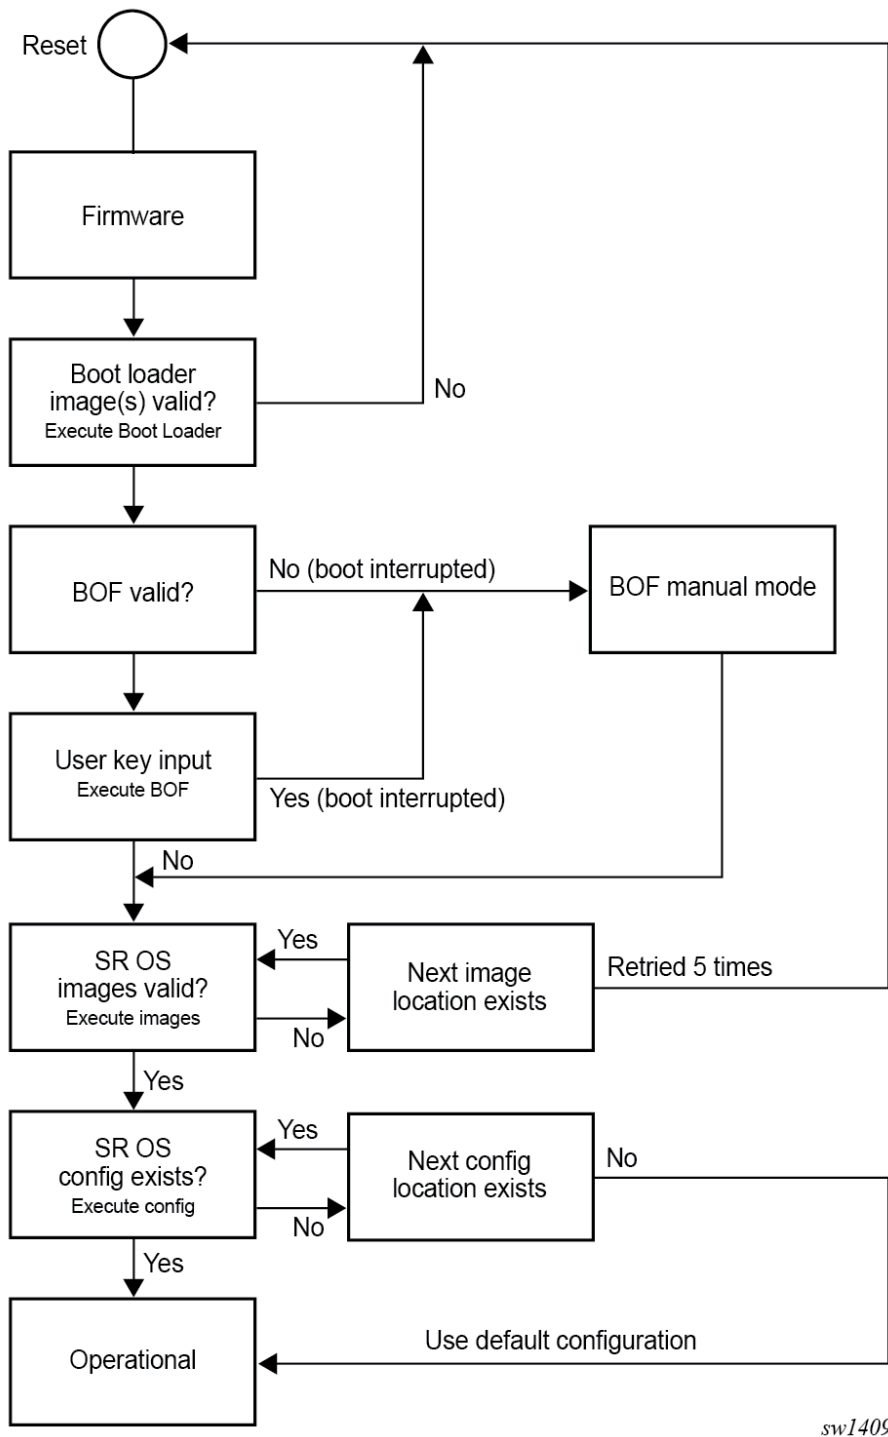 Reset
Firmware
Boot loader
image(s) valid?
Execute Boot Loader
No
BOF valid?
No (boot interrupted)
BOF manual mode
User key input
Execute BOF
Yes (boot interrupted)
No
SR OS
images valid?
Execute images
Yes
No
Next image
location exists
Retried 5 times
Yes
SR OS
config exists?
Execute config
Yes
No
Next config
location exists
No
Yes
Operational
Use default configuration
sw1409